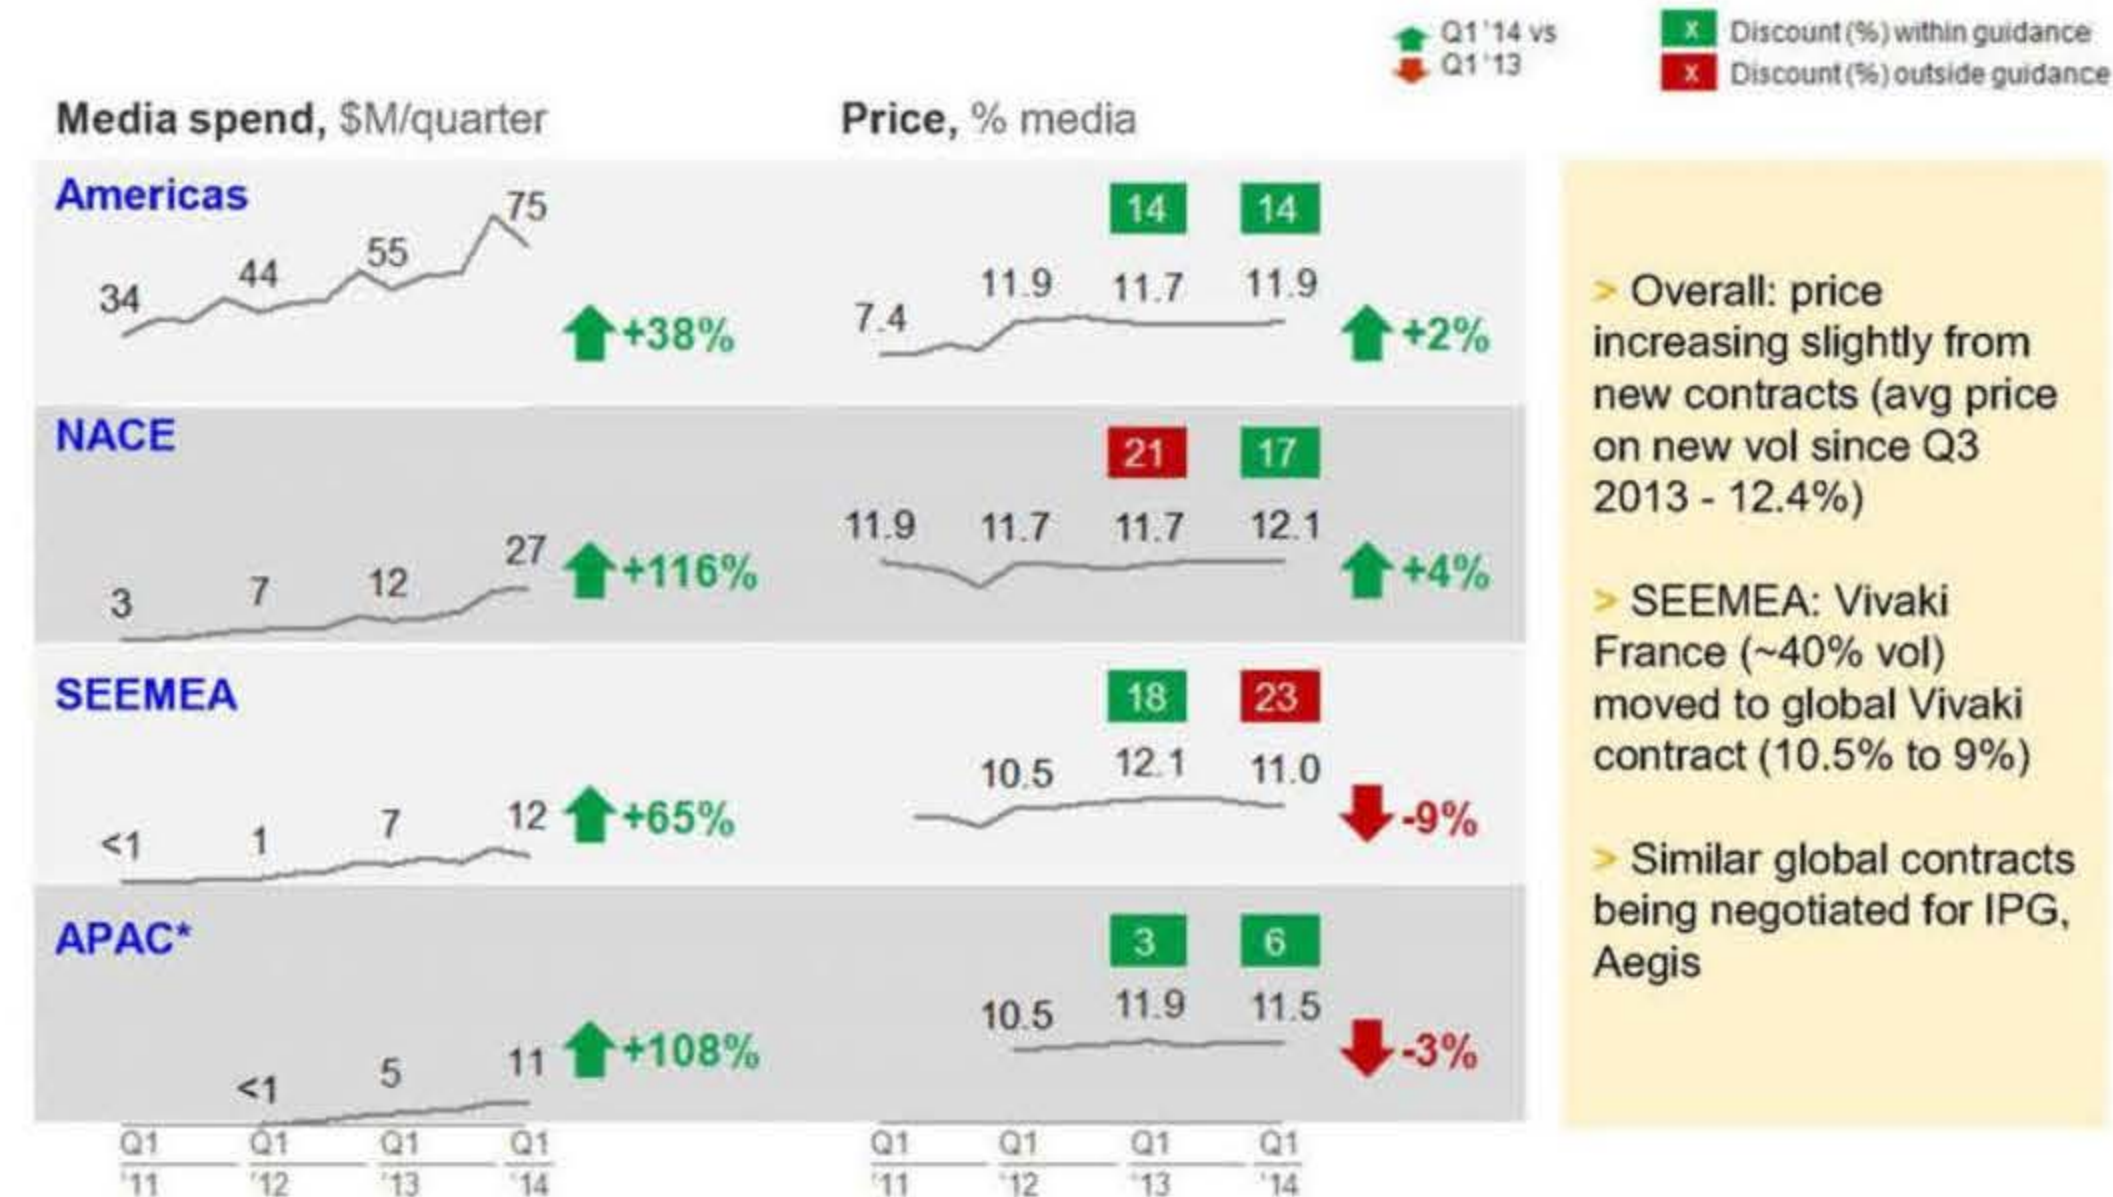 Q1 '14 vs
Q1 '13
X Discount (%) within guidance
X Discount (%) outside guidance
Media spend, $M/quarter
Price, % media
Americas
34 44 55 75
+38%
14 14
7.4 11.9 11.7 11.9
+2%
NACE
3 7 12 27
+116%
21 17
11.9 11.7 11.7 12.1
+4%
SEEMEA
<1 1 7 12
+65%
18 23
10.5 12.1 11.0
-9%
APAC*
<1 5 11
+108%
3 6
10.5 11.9 11.5
-3%
Q1 Q1 Q1 Q1
'11 '12 '13 '14
Q1 Q1 Q1 Q1
'11 '12 '13 '14
> Overall: price
increasing slightly from
new contracts (avg price
on new vol since Q3
2013 - 12.4%)
> SEEMEA: Vivaki
France (~40% vol)
moved to global Vivaki
contract (10.5% to 9%)
> Similar global contracts
being negotiated for IPG,
Aegis